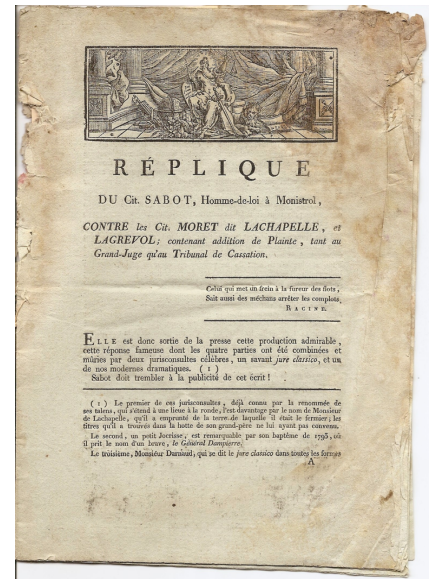 RÉPLIQUE
DU Cit. SABOT, Homme-de-loi à Monistrol,
CONTRE les Cit. MORET dit LACHAPELLE, et
LAGREVOL; contenant addition de Plainte, tant au
Grand-Juge qu'au Tribunal de Cassation.
Celui qui met un frein à la fureur des flots,
Sait aussi des méchans arrêter les complots.
RACINE.
ELLE est donc sortie de la presse cette production admirable,
cette réponse fameuse dont les quatre parties ont été combinées et
mûries par deux jurisconsultes célèbres, un savant jure classico, et un
de nos modernes dramatiques. (1)
Sabot doit trembler à la publicité de cet écrit!
(1) Le premier de ces jurisconsultes, déjà connu par la renommée de
ses talens, qui s'étend à une lieue à la ronde, l'est davantage par le nom de Monsieur
de Lachapelle, qu'il a emprunté de la terre de laquelle il était le fermier; les
titres qu'il a trouvés dans la hotte de son grand-père ne lui ayant pas convenu.
Le second, un petit Jocrisse, est remarquable par son baptême de 1793, où
il prit le nom d'un brave, le Général Dampierre.
Le troisième, Monsieur Durnaud, qui se dit le jure classico dans toutes les formes
A